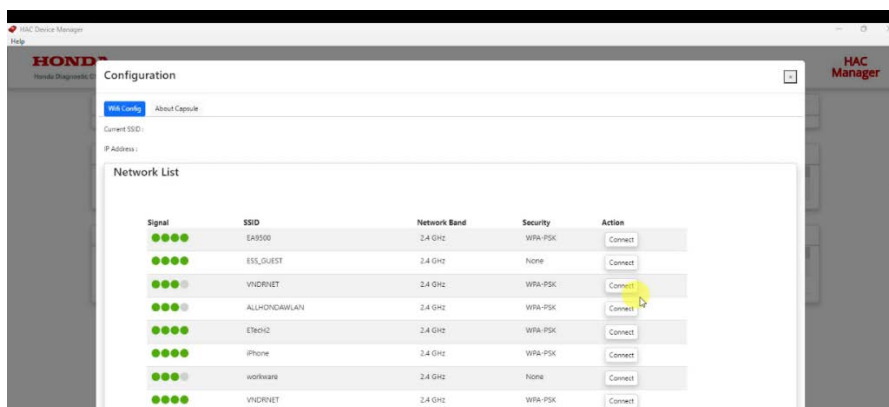 HAC Device Manager
Help
HONDA
Honda Diagnostic
HAC
Manager
Configuration
Wifi Config About Capsule
Current SSID :
IP Address :
Network List
Signal SSID Network Band Security Action
EA9500 2.4 GHz WPA-PSK Connect
ESS_GUEST 2.4 GHz None Connect
VNDRNET 2.4 GHz WPA-PSK Connect
ALLHONDAWLAN 2.4 GHz WPA-PSK Connect
ETecH2 2.4 GHz WPA-PSK Connect
iPhone 2.4 GHz WPA-PSK Connect
workware 2.4 GHz None Connect
VNDRNET 2.4 GHz WPA-PSK Connect